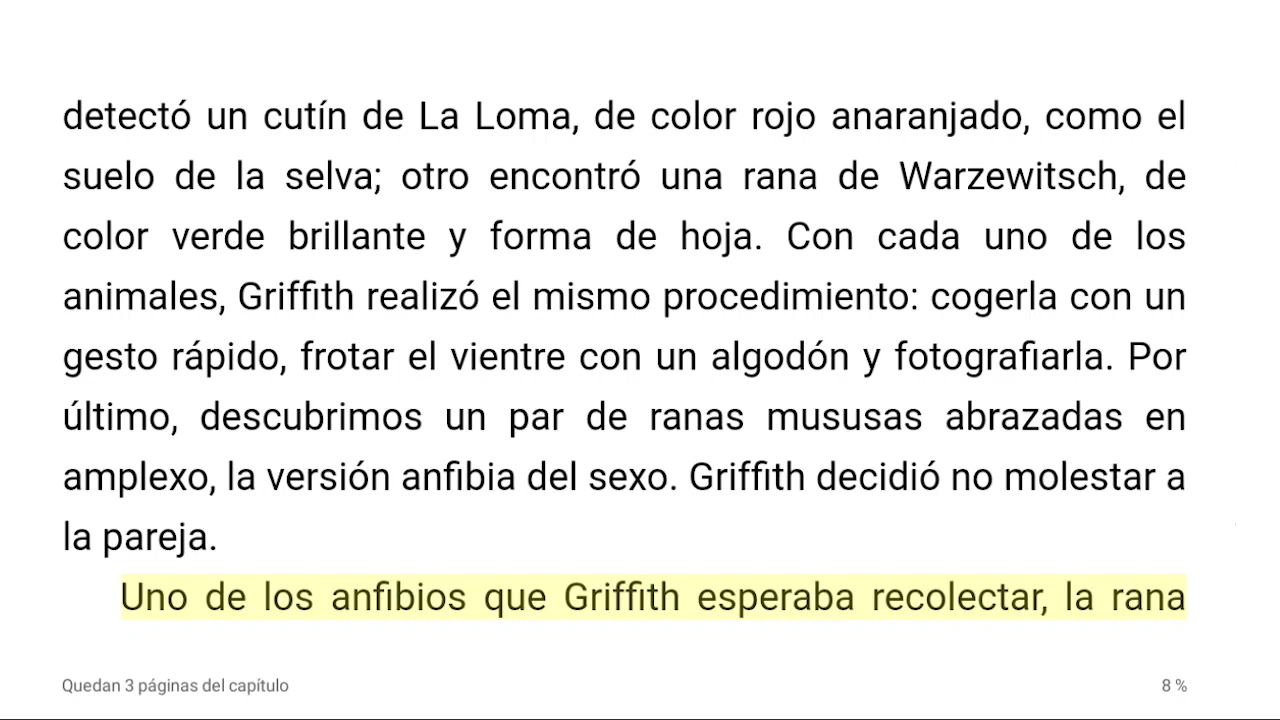 detectó un cutín de La Loma, de color rojo anaranjado, como el
suelo de la selva; otro encontró una rana de Warzewitsch, de
color verde brillante y forma de hoja. Con cada uno de los
animales, Griffith realizó el mismo procedimiento: cogerla con un
gesto rápido, frotar el vientre con un algodón y fotografiarla. Por
último, descubrimos un par de ranas mususas abrazadas en
amplexo, la versión anfibia del sexo. Griffith decidió no molestar a
la pareja.
Uno de los anfibios que Griffith esperaba recolectar, la rana
Quedan 3 páginas del capítulo
8 %